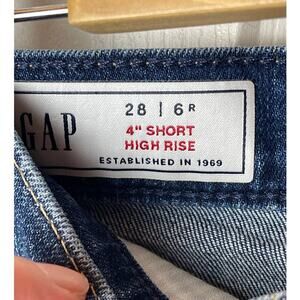 GAP
28 | 6R
4" SHORT
HIGH RISE
ESTABLISHED IN 1969